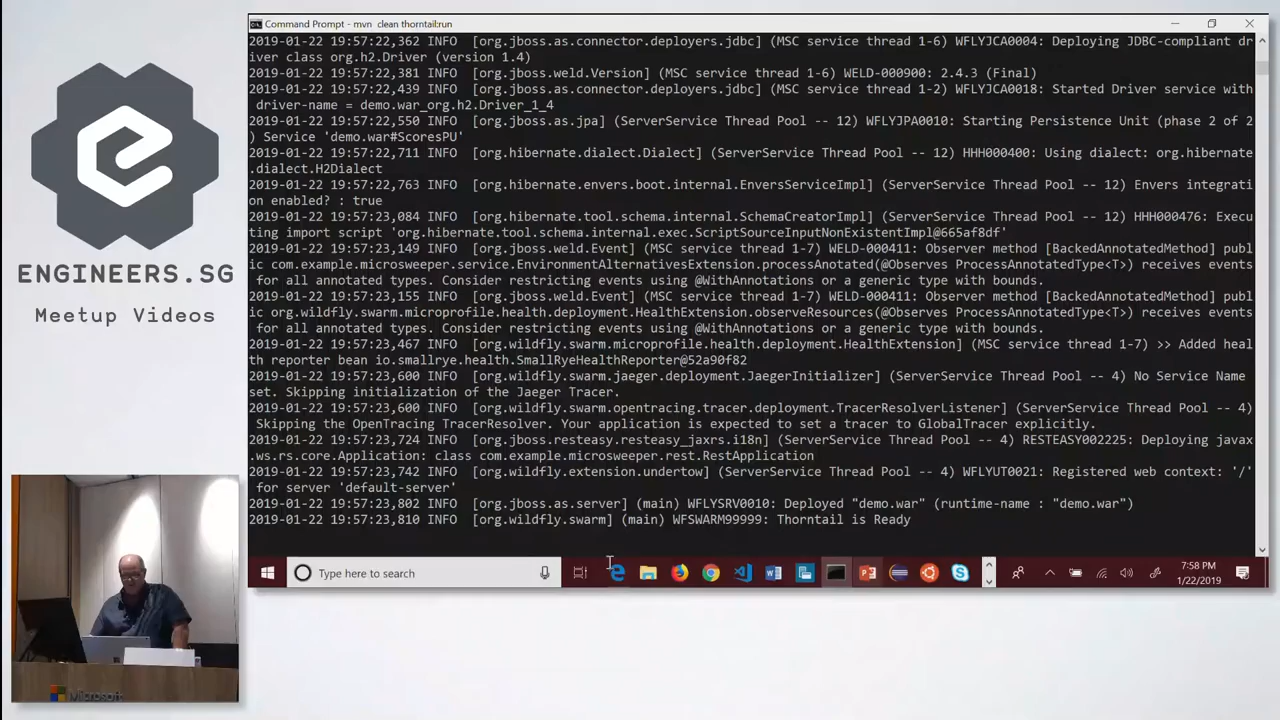 Command Prompt - mvn  clean thorntail:run
2019-01-22 19:57:22,362 INFO  [org.jboss.as.connector.deployers.jdbc] (MSC service thread 1-6) WFLYJCA0004: Deploying JDBC-compliant dr
iver class org.h2.Driver (version 1.4)
2019-01-22 19:57:22,381 INFO  [org.jboss.weld.Version] (MSC service thread 1-6) WELD-000900: 2.4.3 (Final)
2019-01-22 19:57:22,439 INFO  [org.jboss.as.connector.deployers.jdbc] (MSC service thread 1-2) WFLYJCA0018: Started Driver service with
 driver-name = demo.war_org.h2.Driver_1_4
2019-01-22 19:57:22,550 INFO  [org.jboss.as.jpa] (ServerService Thread Pool -- 12) WFLYJPA0010: Starting Persistence Unit (phase 2 of 2
) Service 'demo.war#ScoresPU'
2019-01-22 19:57:22,711 INFO  [org.hibernate.dialect.Dialect] (ServerService Thread Pool -- 12) HHH000400: Using dialect: org.hibernate
.dialect.H2Dialect
2019-01-22 19:57:22,763 INFO  [org.hibernate.envers.boot.internal.EnversServiceImpl] (ServerService Thread Pool -- 12) Envers integrati
on enabled? : true
2019-01-22 19:57:23,084 INFO  [org.hibernate.tool.schema.internal.SchemaCreatorImpl] (ServerService Thread Pool -- 12) HHH000476: Execu
ting import script 'org.hibernate.tool.schema.internal.exec.ScriptSourceInputNonExistentImpl@665af8df'
2019-01-22 19:57:23,149 INFO  [org.jboss.weld.Event] (MSC service thread 1-7) WELD-000411: Observer method [BackedAnnotatedMethod] publ
ic com.example.microsweeper.service.EnvironmentAlternativesExtension.processAnotated(@Observes ProcessAnnotatedType<T>) receives events
for all annotated types. Consider restricting events using @WithAnnotations or a generic type with bounds.
2019-01-22 19:57:23,155 INFO  [org.jboss.weld.Event] (MSC service thread 1-7) WELD-000411: Observer method [BackedAnnotatedMethod] publ
ic org.wildfly.swarm.microprofile.health.deployment.HealthExtension.observeResources(@Observes ProcessAnnotatedType<T>) receives events
for all annotated types. Consider restricting events using @WithAnnotations or a generic type with bounds.
2019-01-22 19:57:23,467 INFO  [org.wildfly.swarm.microprofile.health.deployment.HealthExtension] (MSC service thread 1-7) >> Added heal
th reporter bean io.smallrye.health.SmallRyeHealthReporter@52a90f82
2019-01-22 19:57:23,600 INFO  [org.wildfly.swarm.jaeger.deployment.JaegerInitializer] (ServerService Thread Pool -- 4) No Service Name
set. Skipping initialization of the Jaeger Tracer.
2019-01-22 19:57:23,600 INFO  [org.wildfly.swarm.opentracing.tracer.deployment.TracerResolverListener] (ServerService Thread Pool -- 4)
 Skipping the OpenTracing TracerResolver. Your application is expected to set a tracer to GlobalTracer explicitly.
2019-01-22 19:57:23,724 INFO  [org.jboss.resteasy.resteasy_jaxrs.i18n] (ServerService Thread Pool -- 4) RESTEASY002225: Deploying javax
.ws.rs.core.Application: class com.example.microsweeper.rest.RestApplication
2019-01-22 19:57:23,742 INFO  [org.wildfly.extension.undertow] (ServerService Thread Pool -- 4) WFLYUT0021: Registered web context: '/'
 for server 'default-server'
2019-01-22 19:57:23,802 INFO  [org.jboss.as.server] (main) WFLYSRV0010: Deployed "demo.war" (runtime-name : "demo.war")
2019-01-22 19:57:23,810 INFO  [org.wildfly.swarm] (main) WFSWARM99999: Thorntail is Ready
Type here to search
7:58 PM
1/22/2019
ENGINEERS.SG
Meetup Videos
Microsoft